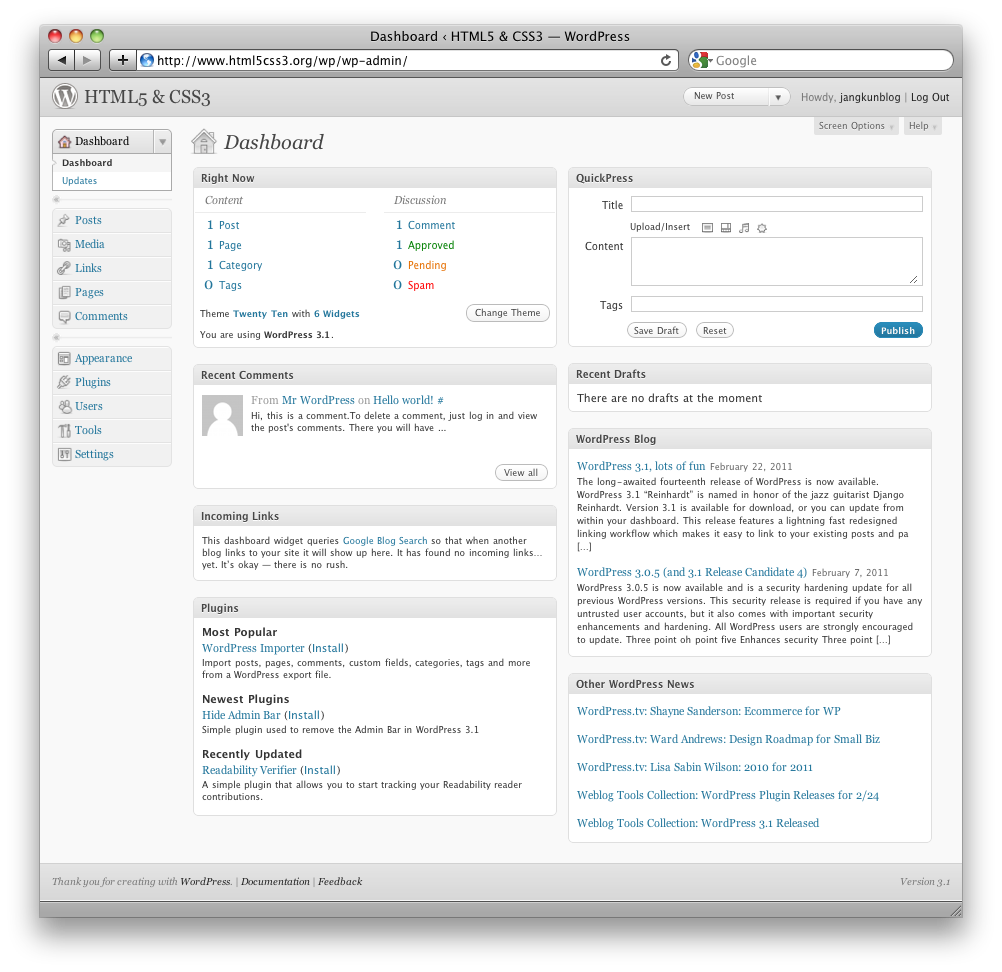 Dashboard ‹ HTML5 & CSS3 — WordPress
http://www.html5css3.org/wp/wp-admin/
Google
HTML5 & CSS3
New Post
Howdy, jangkunblog | Log Out
Screen Options
Help
Dashboard
Dashboard
Updates
Posts
Media
Links
Pages
Comments
Appearance
Plugins
Users
Tools
Settings
Dashboard
Right Now
Content
1 Post
1 Page
1 Category
0 Tags
Discussion
1 Comment
1 Approved
0 Pending
0 Spam
Theme Twenty Ten with 6 Widgets
Change Theme
You are using WordPress 3.1.
Recent Comments
From Mr WordPress on Hello world! #
Hi, this is a comment.To delete a comment, just log in and view
the post's comments. There you will have ...
View all
Incoming Links
This dashboard widget queries Google Blog Search so that when another
blog links to your site it will show up here. It has found no incoming links…
yet. It's okay — there is no rush.
Plugins
Most Popular
WordPress Importer (Install)
Import posts, pages, comments, custom fields, categories, tags and more
from a WordPress export file.
Newest Plugins
Hide Admin Bar (Install)
Simple plugin used to remove the Admin Bar in WordPress 3.1
Recently Updated
Readability Verifier (Install)
A simple plugin that allows you to start tracking your Readability reader
contributions.
QuickPress
Title
Upload/Insert
Content
Tags
Save Draft
Reset
Publish
Recent Drafts
There are no drafts at the moment
WordPress Blog
WordPress 3.1, lots of fun February 22, 2011
The long-awaited fourteenth release of WordPress is now available.
WordPress 3.1 “Reinhardt” is named in honor of the jazz guitarist Django
Reinhardt. Version 3.1 is available for download, or you can update from
within your dashboard. This release features a lightning fast redesigned
linking workflow which makes it easy to link to your existing posts and pa
[...]
WordPress 3.0.5 (and 3.1 Release Candidate 4) February 7, 2011
WordPress 3.0.5 is now available and is a security hardening update for all
previous WordPress versions. This security release is required if you have any
untrusted user accounts, but it also comes with important security
enhancements and hardening. All WordPress users are strongly encouraged
to update. Three point oh point five Enhances security Three point [...]
Other WordPress News
WordPress.tv: Shayne Sanderson: Ecommerce for WP
WordPress.tv: Ward Andrews: Design Roadmap for Small Biz
WordPress.tv: Lisa Sabin Wilson: 2010 for 2011
Weblog Tools Collection: WordPress Plugin Releases for 2/24
Weblog Tools Collection: WordPress 3.1 Released
Thank you for creating with WordPress. | Documentation | Feedback
Version 3.1